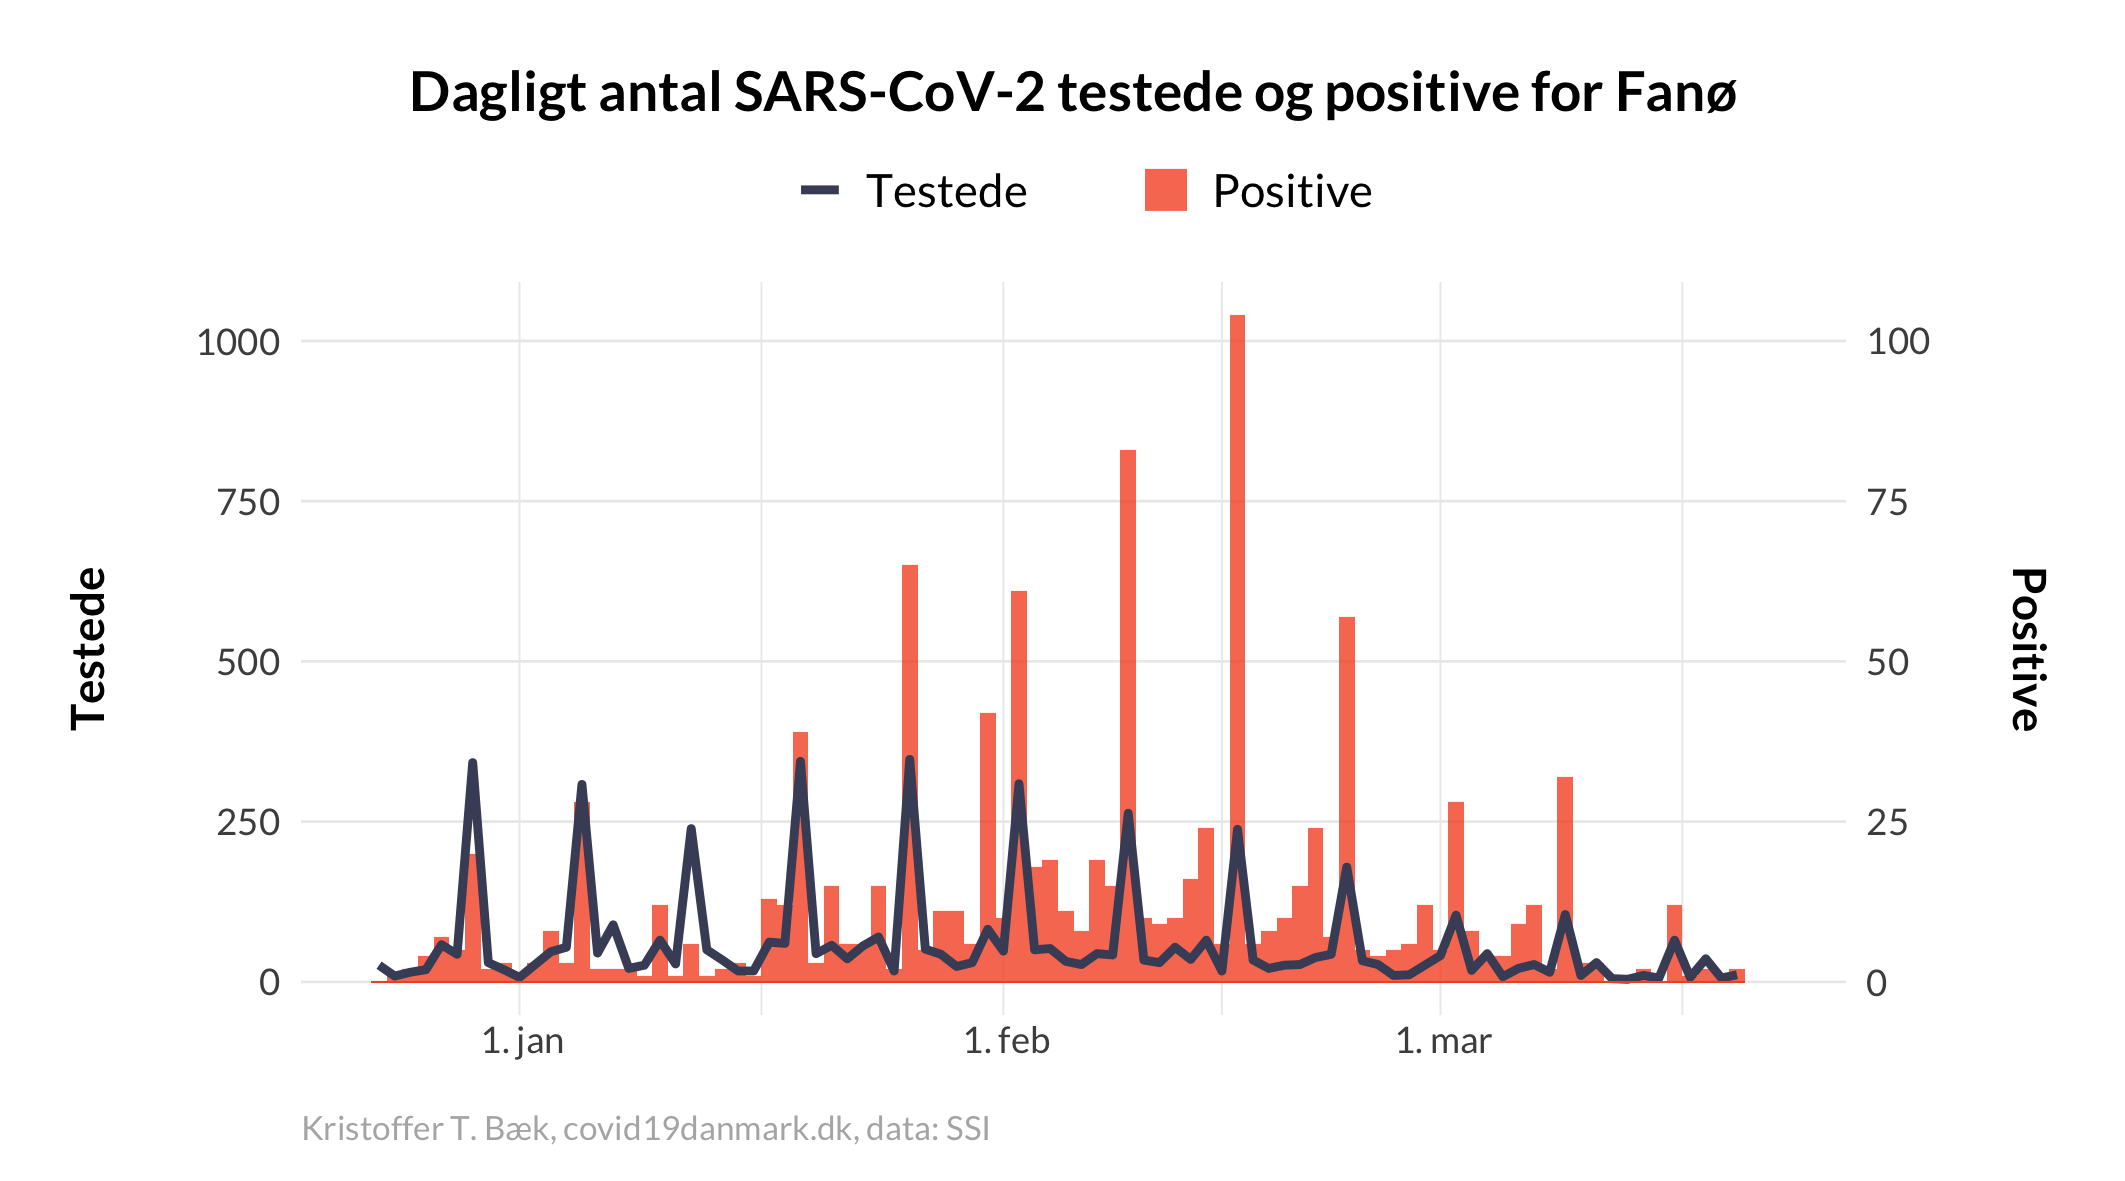 Dagligt antal SARS-CoV-2 testede og positive for Fanø
Testede
Positive
1000
750
500
250
0
100
75
50
25
0
Testede
Positive
1. jan
1. feb
1. mar
Kristoffer T. Bæk, covid19danmark.dk, data: SSI